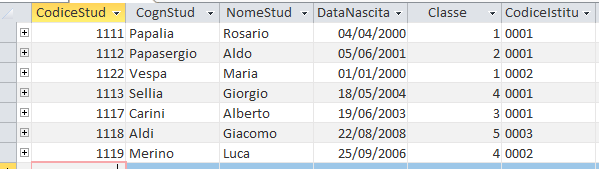 CodiceStud CognStud NomeStud DataNascita Classe CodiceIstitu
1111 Papalia Rosario 04/04/2000 1 0001
1112 Papasergio Aldo 05/06/2001 2 0001
1122 Vespa Maria 01/01/2000 1 0002
1113 Sellia Giorgio 18/05/2004 4 0001
1117 Carini Alberto 19/06/2003 3 0001
1118 Aldi Giacomo 22/08/2008 5 0003
1119 Merino Luca 25/09/2006 4 0002